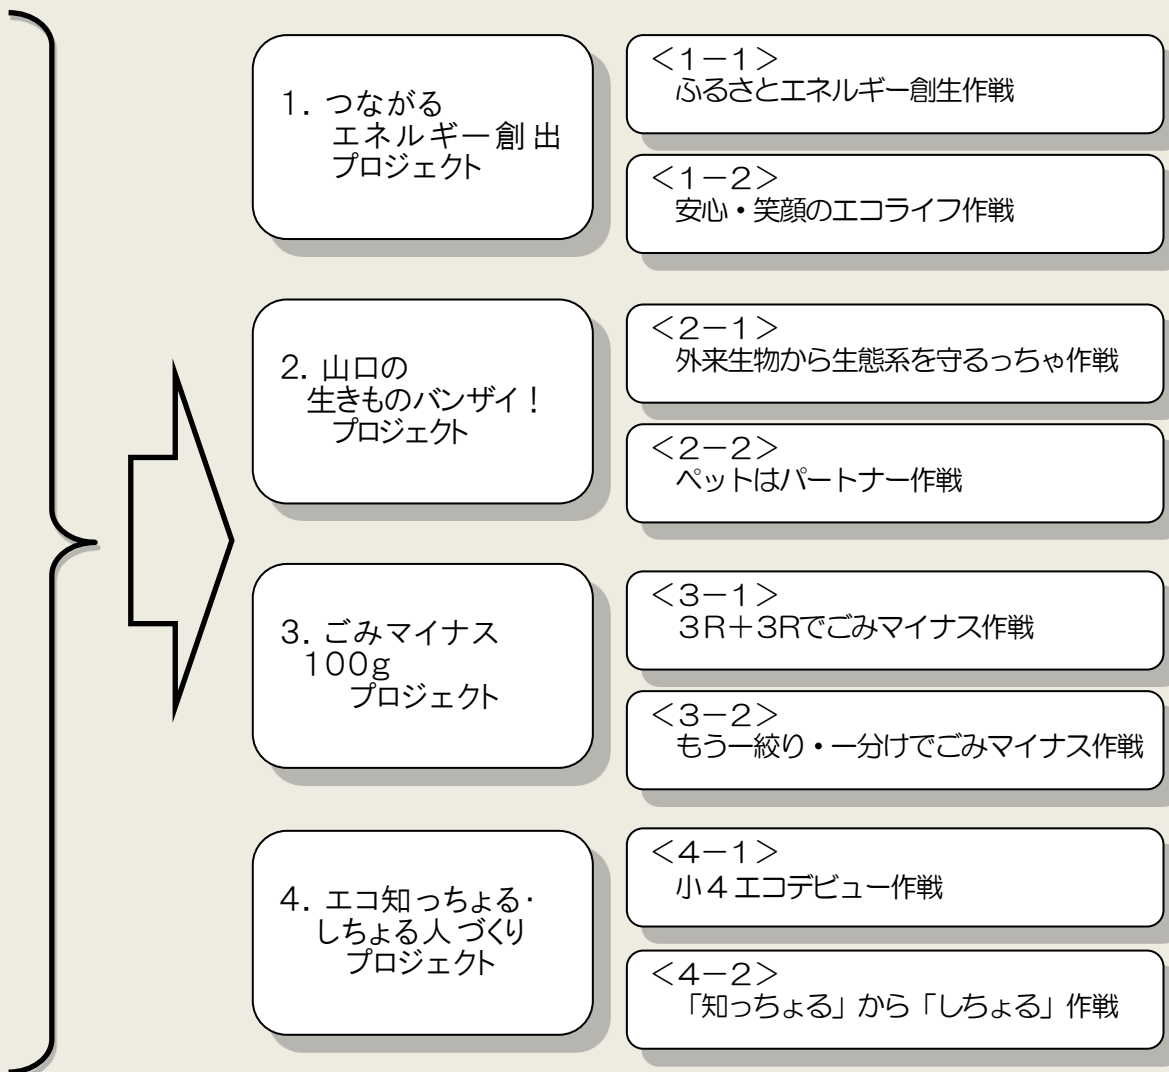 1．つながる
エネルギー創出
プロジェクト
＜１－１＞
ふるさとエネルギー創生作戦
＜１－２＞
安心・笑顔のエコライフ作戦
2．山口の
生きものバンザイ！
プロジェクト
＜２－１＞
外来生物から生態系を守るっちゃ作戦
＜２－２＞
ペットはパートナー作戦
3．ごみマイナス
100g
プロジェクト
＜３－１＞
３Ｒ＋３Ｒでごみマイナス作戦
＜３－２＞
もう一絞り・一分けでごみマイナス作戦
4．エコ知っちょる・
しちょる人づくり
プロジェクト
＜４－１＞
小４エコデビュー作戦
＜４－２＞
「知っちょる」から「しちょる」作戦